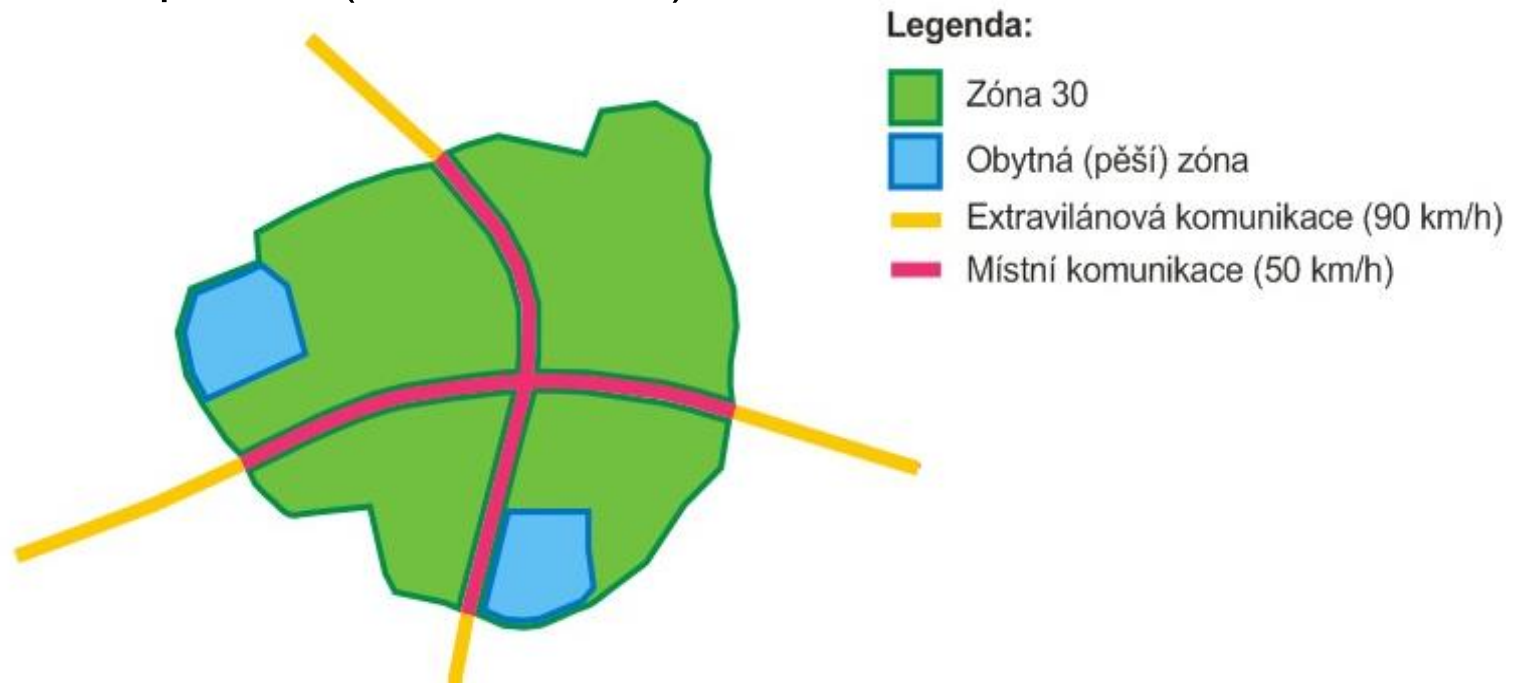 Legenda:
Zóna 30
Obytná (pěší) zóna
Extravilánová komunikace (90 km/h)
Místní komunikace (50 km/h)